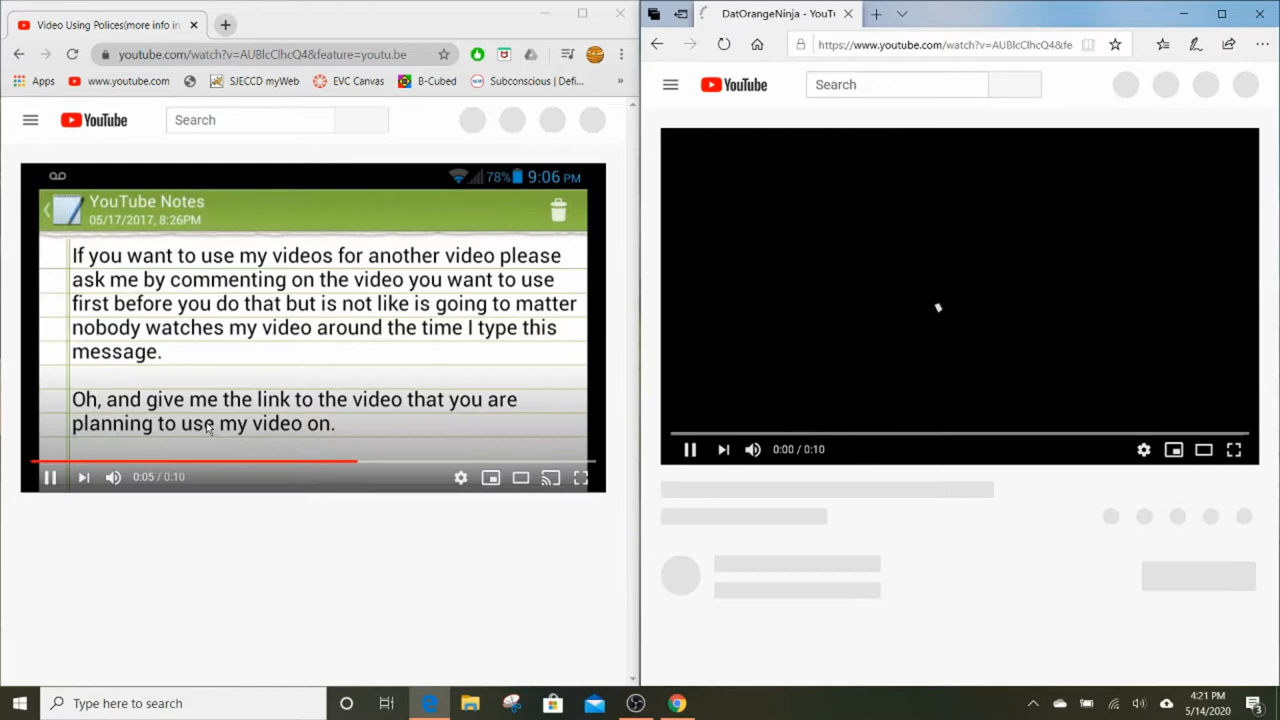 Video Using Polices(more info in
youtube.com/watch?v=AUBlcClhcQ4&feature=youtu.be
Apps
www.youtube.com
SJECCD myWeb
EVC Canvas
B-Cubed
Subconscious | Defi...
»
YouTube
Search
78%
9:06 PM
YouTube Notes
05/17/2017, 8:26PM
If you want to use my videos for another video please
ask me by commenting on the video you want to use
first before you do that but is not like is going to matter
nobody watches my video around the time I type this
message.
Oh, and give me the link to the video that you are
planning to use my video on.
0:05 / 0:10
DatOrangeNinja - YouTu
https://www.youtube.com/watch?v=AUBlcClhcQ4&fe
YouTube
Search
0:00 / 0:10
Type here to search
4:21 PM
5/14/2020
3